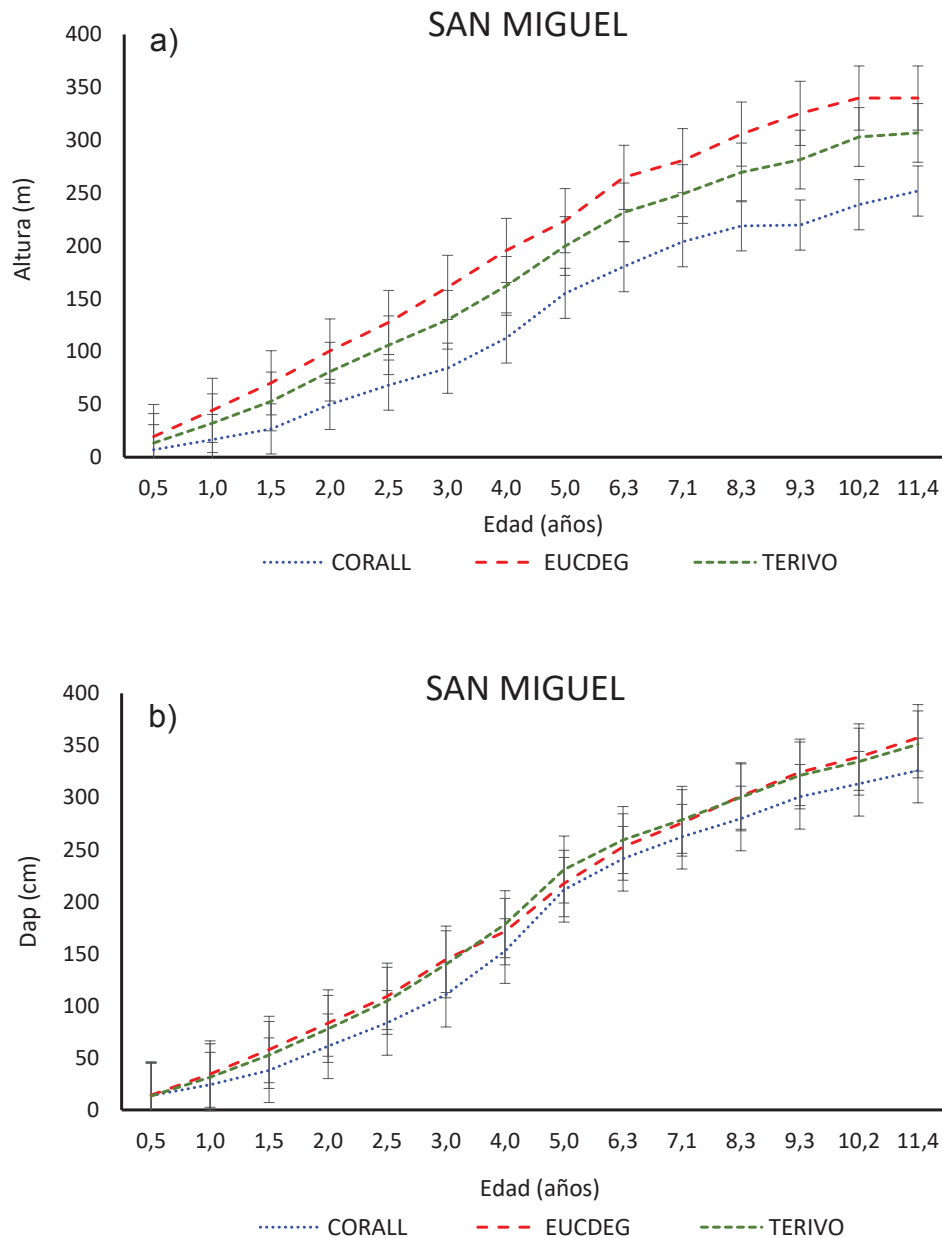 SAN MIGUEL
a)
400
350
300
250
200
150
100
50
0
Altura (m)
0,5 1,0 1,5 2,0 2,5 3,0 4,0 5,0 6,3 7,1 8,3 9,3 10,2 11,4
Edad (años)
CORALL EUCDEG TERIVO
SAN MIGUEL
b)
400
350
300
250
200
150
100
50
0
Dap (cm)
0,5 1,0 1,5 2,0 2,5 3,0 4,0 5,0 6,3 7,1 8,3 9,3 10,2 11,4
Edad (años)
CORALL EUCDEG TERIVO